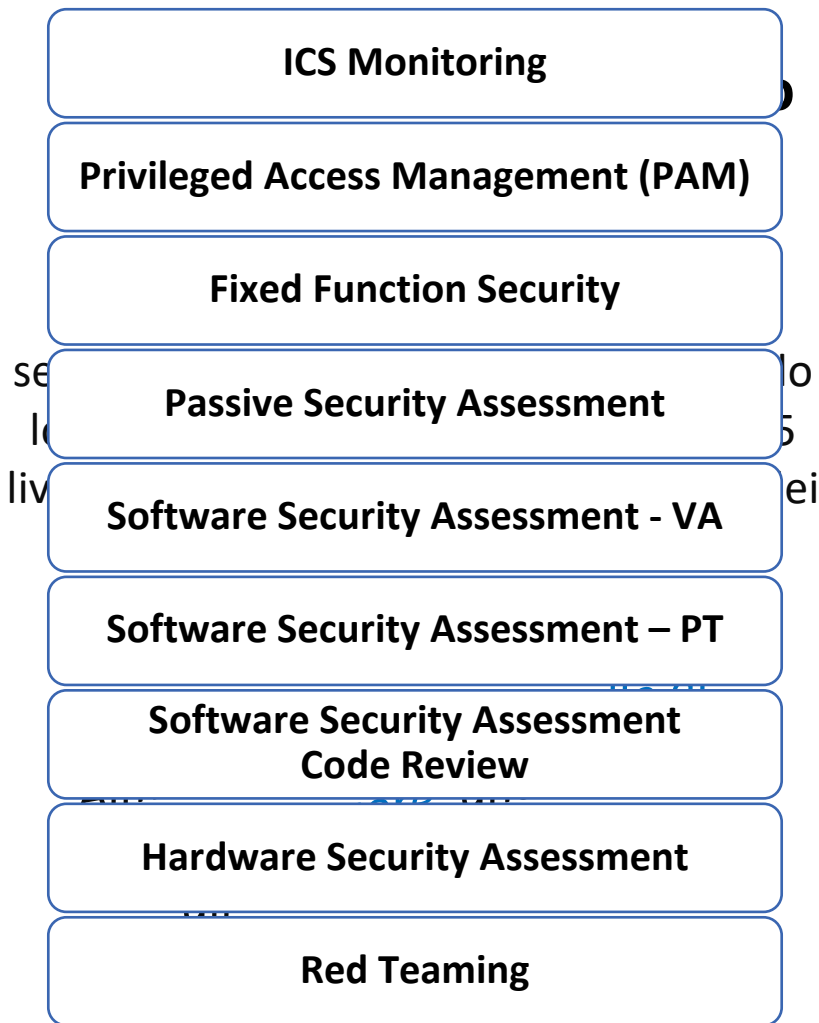 ICS Monitoring
Privileged Access Management (PAM)
Fixed Function Security
Passive Security Assessment
Software Security Assessment - VA
Software Security Assessment – PT
Software Security Assessment
Code Review
Hardware Security Assessment
Red Teaming